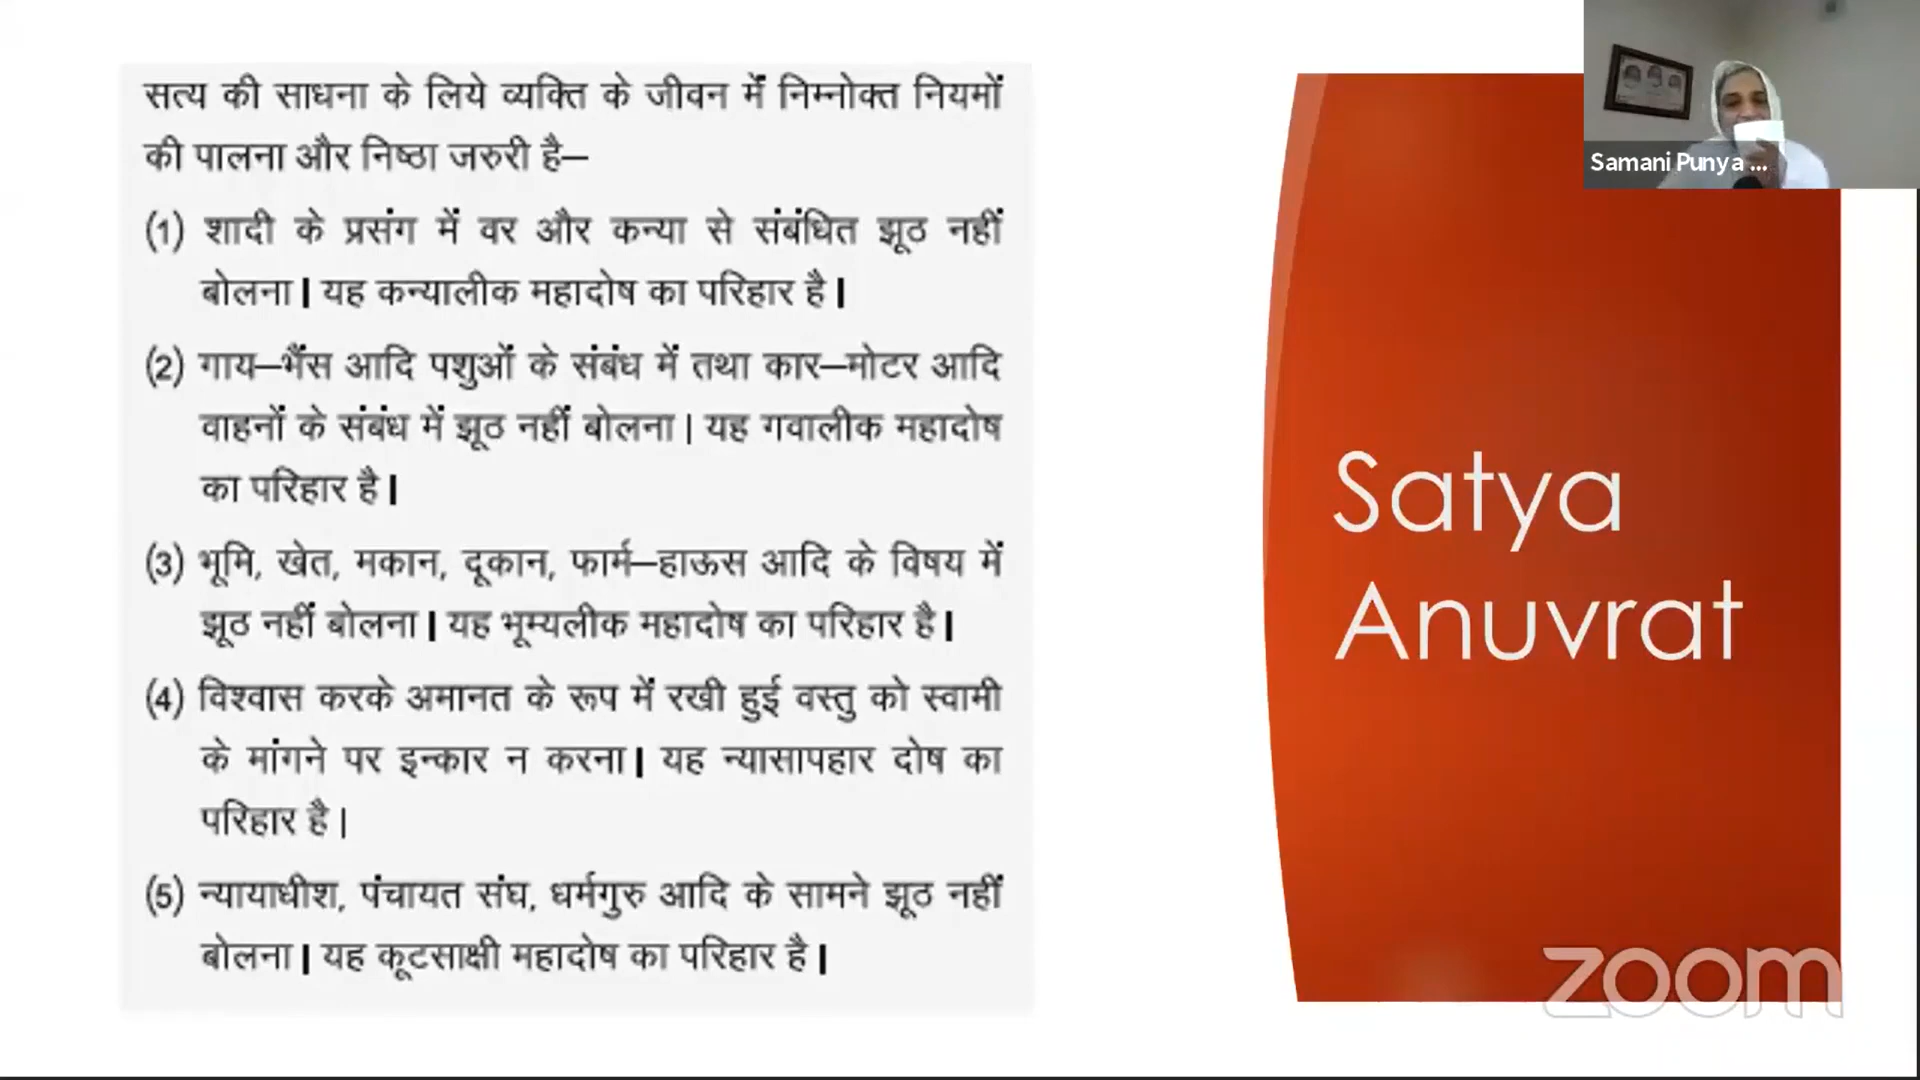 सत्य की साधना के लिये व्यक्ति के जीवन में निम्नोक्त नियमों
की पालना और निष्ठा जरुरी है—
(1) शादी के प्रसंग में वर और कन्या से संबंधित झूठ नहीं
बोलना | यह कन्यालीक महादोष का परिहार है |
(2) गाय—भैंस आदि पशुओं के संबंध में तथा कार—मोटर आदि
वाहनों के संबंध में झूठ नहीं बोलना | यह गवालीक महादोष
का परिहार है |
(3) भूमि, खेत, मकान, दूकान, फार्म—हाऊस आदि के विषय में
झूठ नहीं बोलना | यह भूम्यलीक महादोष का परिहार है |
(4) विश्वास करके अमानत के रूप में रखी हुई वस्तु को स्वामी
के मांगने पर इन्कार न करना | यह न्यासापहार दोष का
परिहार है |
(5) न्यायाधीश, पंचायत संघ, धर्मगुरु आदि के सामने झूठ नहीं
बोलना | यह कूटसाक्षी महादोष का परिहार है |
Samani Punya ...
Satya
Anuvrat
zoom